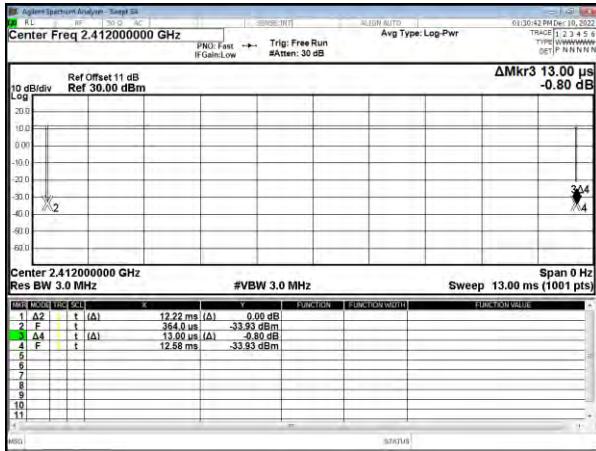 Agilent Spectrum Analyzer - Swept SA
RL RF 50 Ω AC SENSE:INT ALIGN AUTO 01:30:42 PM Dec 10, 2022
Center Freq 2.412000000 GHz
PNO: Fast
IFGain:Low
Trig: Free Run
#Atten: 30 dB
Avg Type: Log-Pwr
TRACE 1 2 3 4 5 6
TYPE WWWWWW
DET P N N N N N
ΔMkr3 13.00 µs
-0.80 dB
Ref Offset 11 dB
10 dB/div Ref 30.00 dBm
Log
20.0
10.0
0.00
-10.0
-20.0
-30.0
-40.0
-50.0
-60.0
2
3Δ4
4
Center 2.412000000 GHz Span 0 Hz
Res BW 3.0 MHz #VBW 3.0 MHz Sweep 13.00 ms (1001 pts)
MKR MODE TRC SCL X Y FUNCTION FUNCTION WIDTH FUNCTION VALUE
1 Δ2 1 t (Δ) 12.22 ms (Δ) 0.00 dB
2 F 1 t 364.0 us -33.93 dBm
3 Δ4 1 t (Δ) 13.00 us (Δ) -0.80 dB
4 F 1 t 12.58 ms -33.93 dBm
5
6
7
8
9
10
11
MSG STATUS